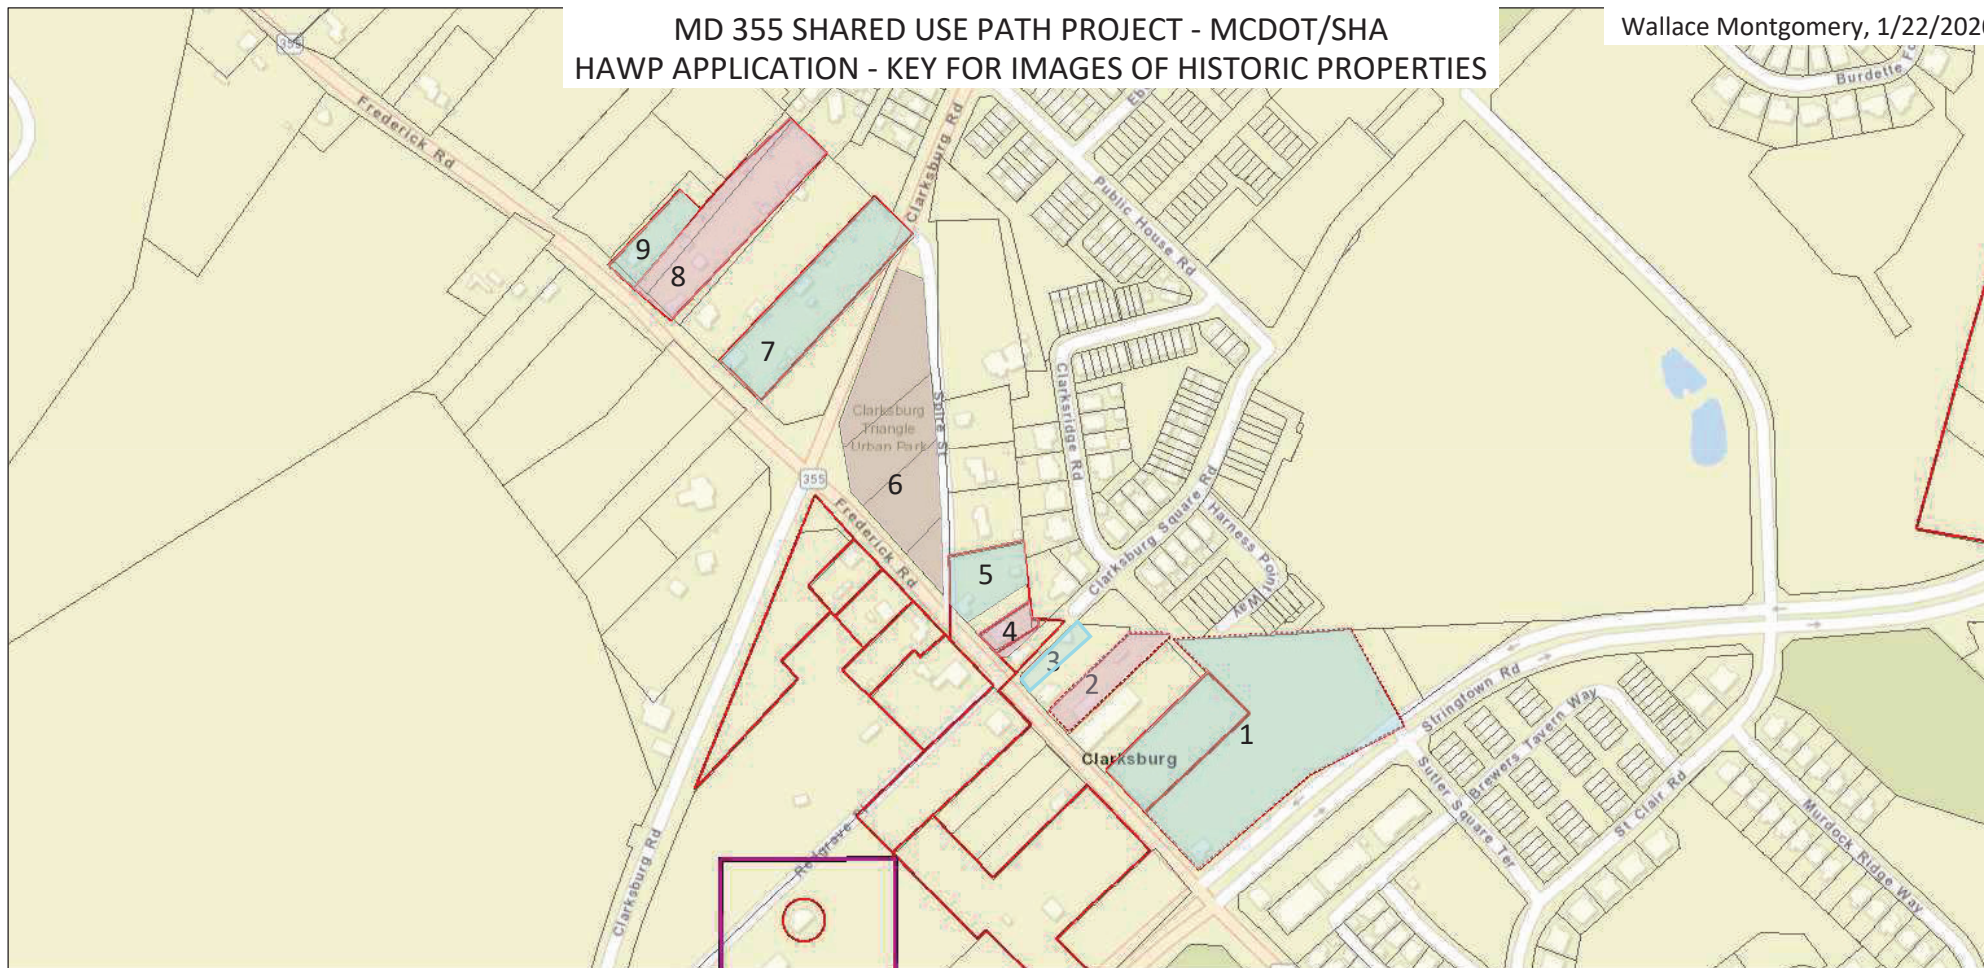 MD 355 SHARED USE PATH PROJECT - MCDOT/SHA
HAWP APPLICATION - KEY FOR IMAGES OF HISTORIC PROPERTIES
Wallace Montgomery, 1/22/2020
355
Frederick Rd
Clarksburg Rd
Burdette
Public House Rd
9
8
7
Clarksburg
Triangle
Urban Park
Spire St
Clarksridge Rd
6
355
Frederick Rd
Clarksburg Square Rd
Harness Point
Way
5
4
3
2
1
Clarksburg
Stringtown Rd
Brewers Tavern Way
Sutler Square Ter
St Clair Rd
Murdock Ridge Way
Redgrave Pl
Clarksburg Rd